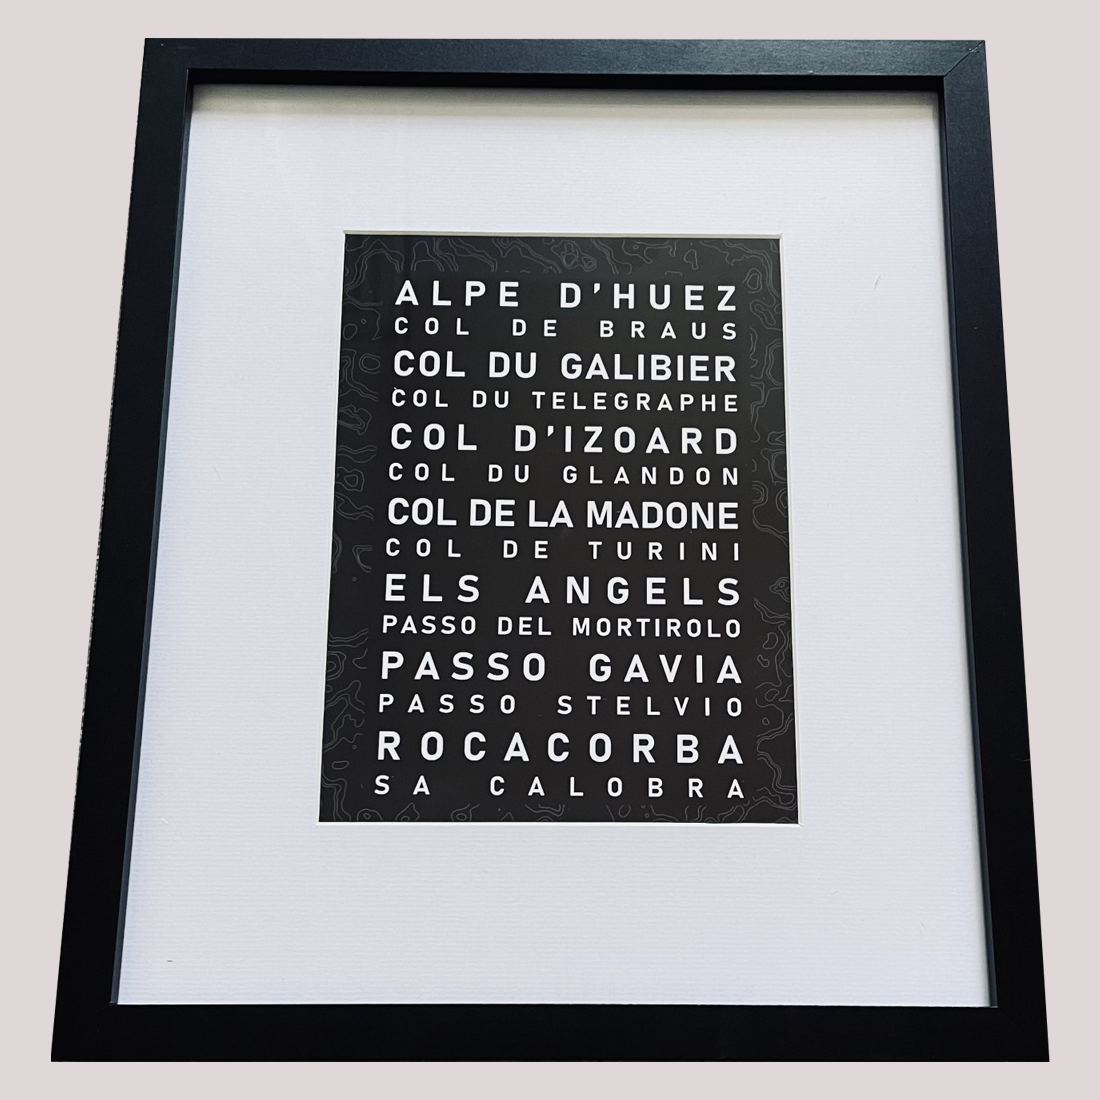 ALPE D'HUEZ
COL DE BRAUS
COL DU GALIBIER
COL DU TELEGRAPHE
COL D'IZOARD
COL DU GLANDON
COL DE LA MADONE
COL DE TURINI
ELS ANGELS
PASSO DEL MORTIROLO
PASSO GAVIA
PASSO STELVIO
ROCACORBA
SA CALOBRA